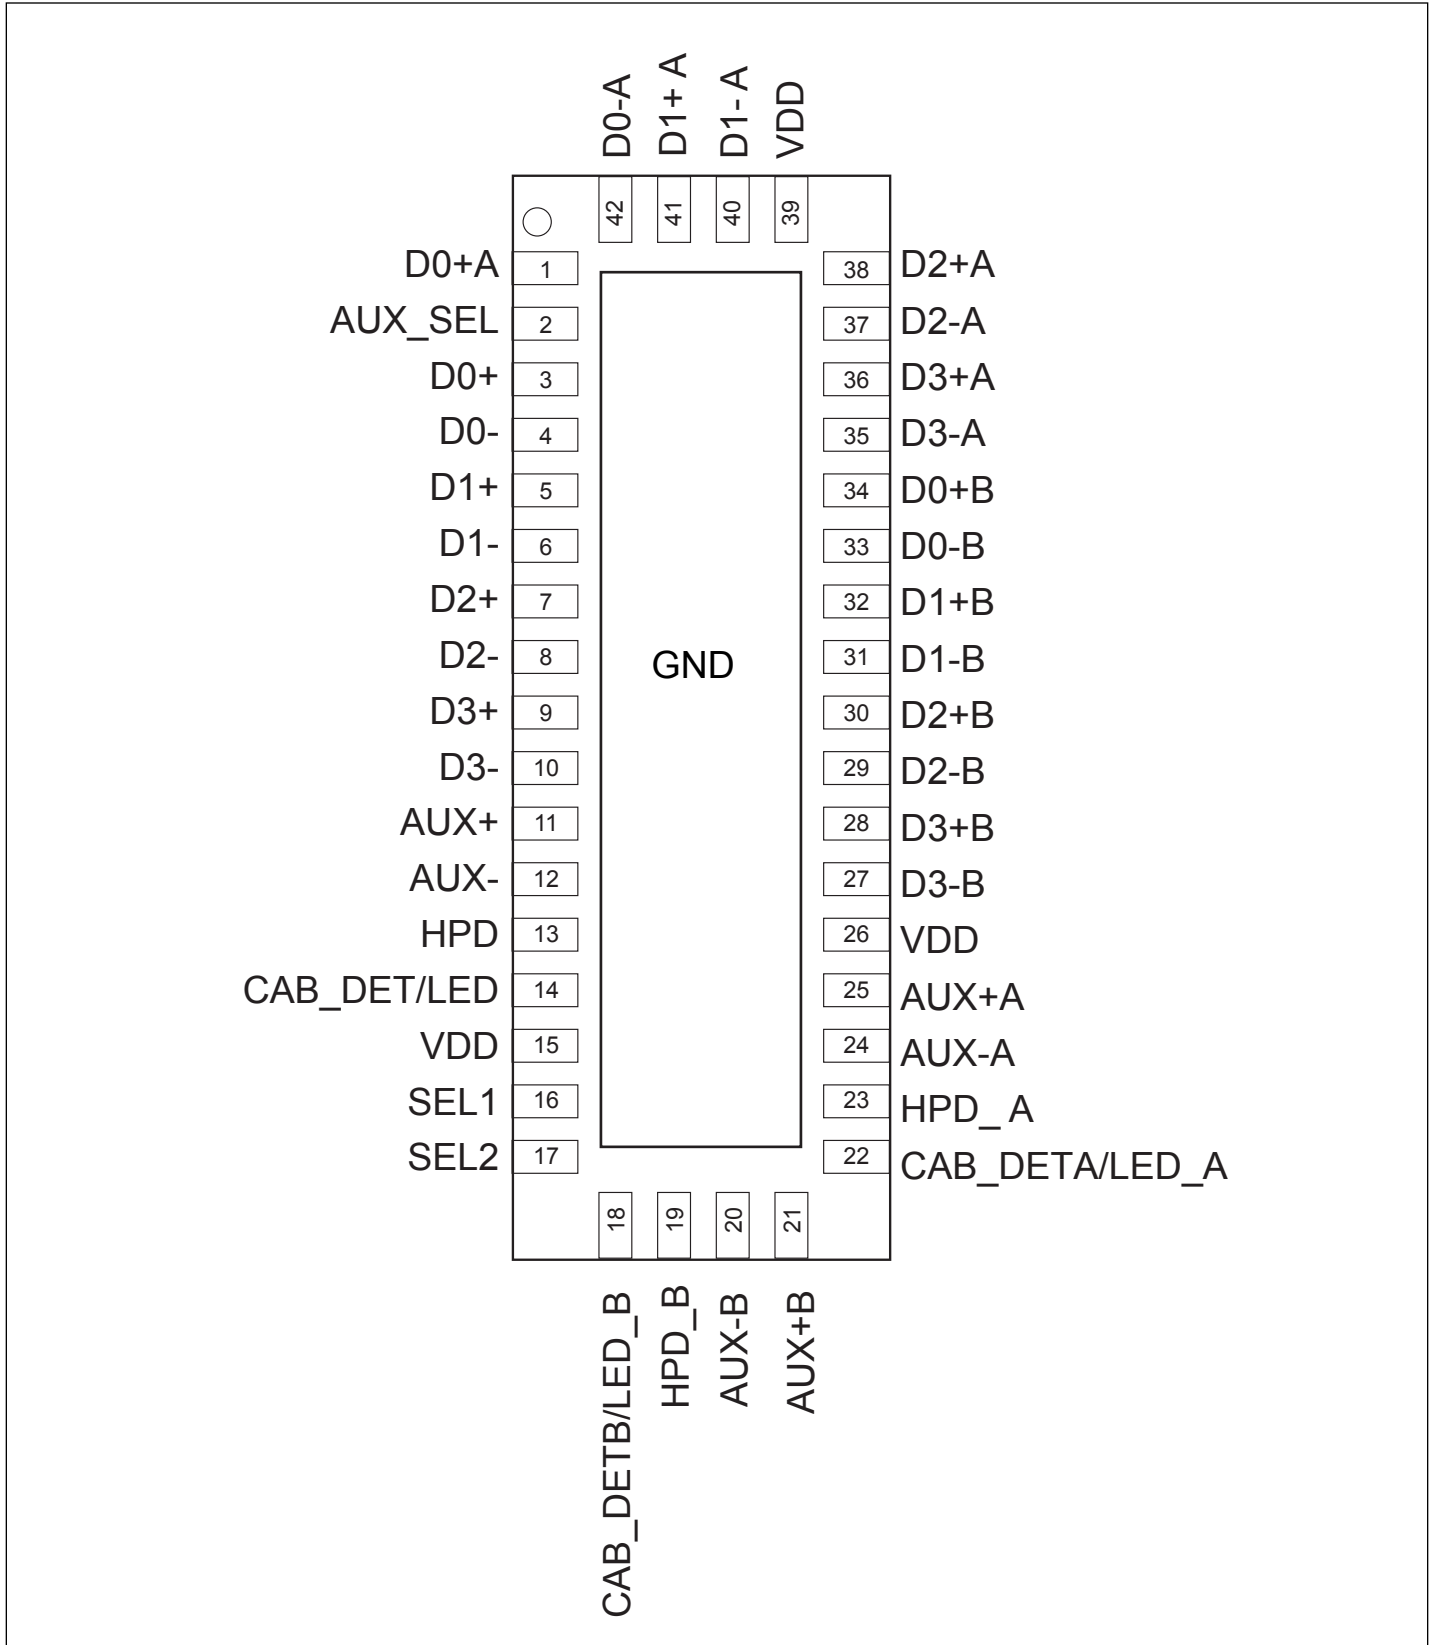 D0-A
D1+ A
D1- A
VDD
42
41
40
39
D0+A 1
38 D2+A
AUX_SEL 2
37 D2-A
D0+ 3
36 D3+A
D0- 4
35 D3-A
D1+ 5
34 D0+B
D1- 6
33 D0-B
D2+ 7
32 D1+B
D2- 8
GND
31 D1-B
D3+ 9
30 D2+B
D3- 10
29 D2-B
AUX+ 11
28 D3+B
AUX- 12
27 D3-B
HPD 13
26 VDD
CAB_DET/LED 14
25 AUX+A
VDD 15
24 AUX-A
SEL1 16
23 HPD_ A
SEL2 17
22 CAB_DETA/LED_A
18
19
20
21
CAB_DETB/LED_B
HPD_B
AUX-B
AUX+B